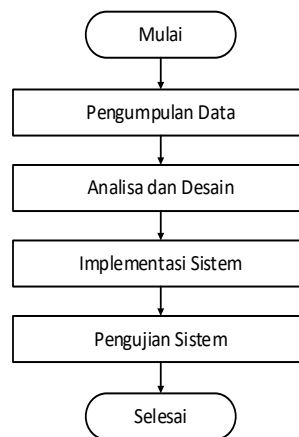 Mulai
Pengumpulan Data
Analisa dan Desain
Implementasi Sistem
Pengujian Sistem
Selesai